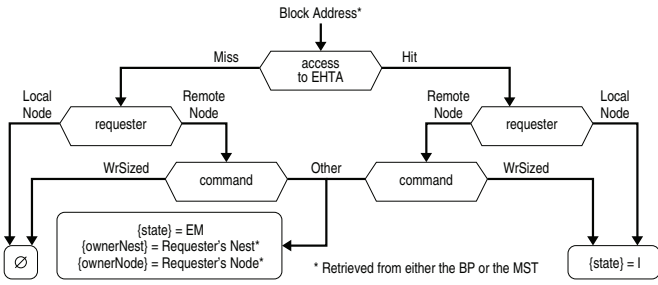 Block Address*
Miss
access
to EHTA
Hit
Local
Node
requester
Remote
Node
Remote
Node
requester
Local
Node
WrSized
command
Other
command
WrSized
{state} = EM
{ownerNest} = Requester's Nest*
{ownerNode} = Requester's Node*
∅
* Retrieved from either the BP or the MST
{state} = I